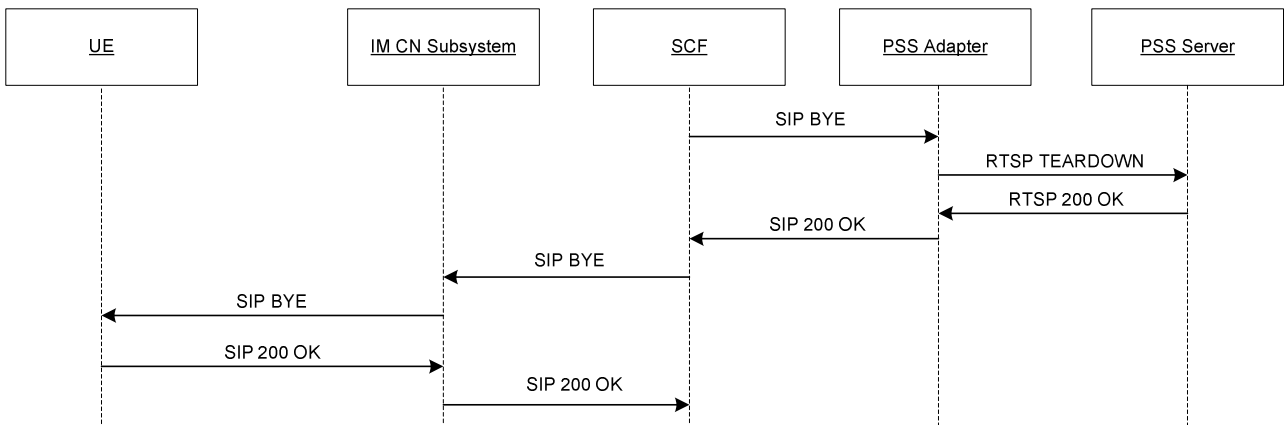 UE
IM CN Subsystem
SCF
PSS Adapter
PSS Server
SIP BYE
RTSP TEARDOWN
RTSP 200 OK
SIP 200 OK
SIP BYE
SIP BYE
SIP 200 OK
SIP 200 OK